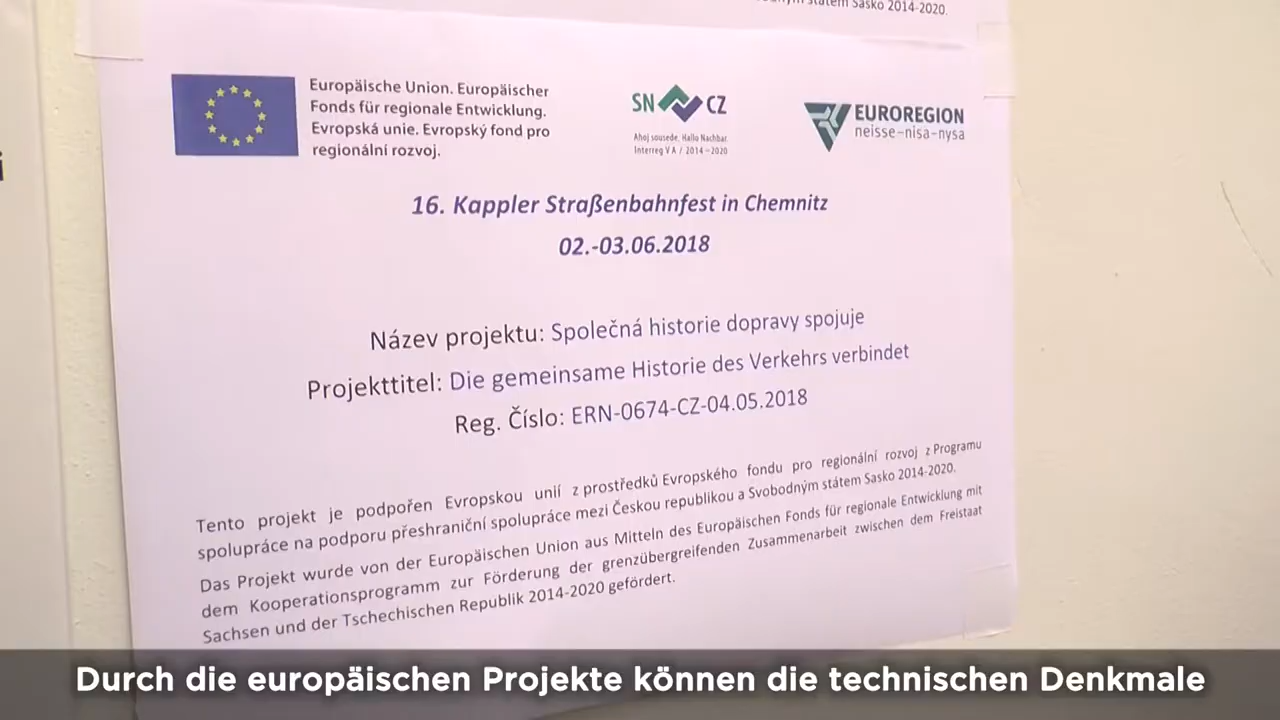 státem Sasko 2014-2020.
Europäische Union. Europäischer
Fonds für regionale Entwicklung.
Evropská unie. Evropský fond pro
regionální rozvoj.
SN CZ
Ahoj sousede. Hallo Nachbar.
Interreg V A / 2014–2020
EUROREGION
neisse-nisa-nysa
16. Kappler Straßenbahnfest in Chemnitz
02.-03.06.2018
Název projektu: Společná historie dopravy spojuje
Projekttitel: Die gemeinsame Historie des Verkehrs verbindet
Reg. Číslo: ERN-0674-CZ-04.05.2018
Tento projekt je podpořen Evropskou unií z prostředků Evropského fondu pro regionální rozvoj z Programu
spolupráce na podporu přeshraniční spolupráce mezi Českou republikou a Svobodným státem Sasko 2014-2020.
Das Projekt wurde von der Europäischen Union aus Mitteln des Europäischen Fonds für regionale Entwicklung mit
dem Kooperationsprogramm zur Förderung der grenzübergreifenden Zusammenarbeit zwischen dem Freistaat
Sachsen und der Tschechischen Republik 2014-2020 gefördert.
Durch die europäischen Projekte können die technischen Denkmale